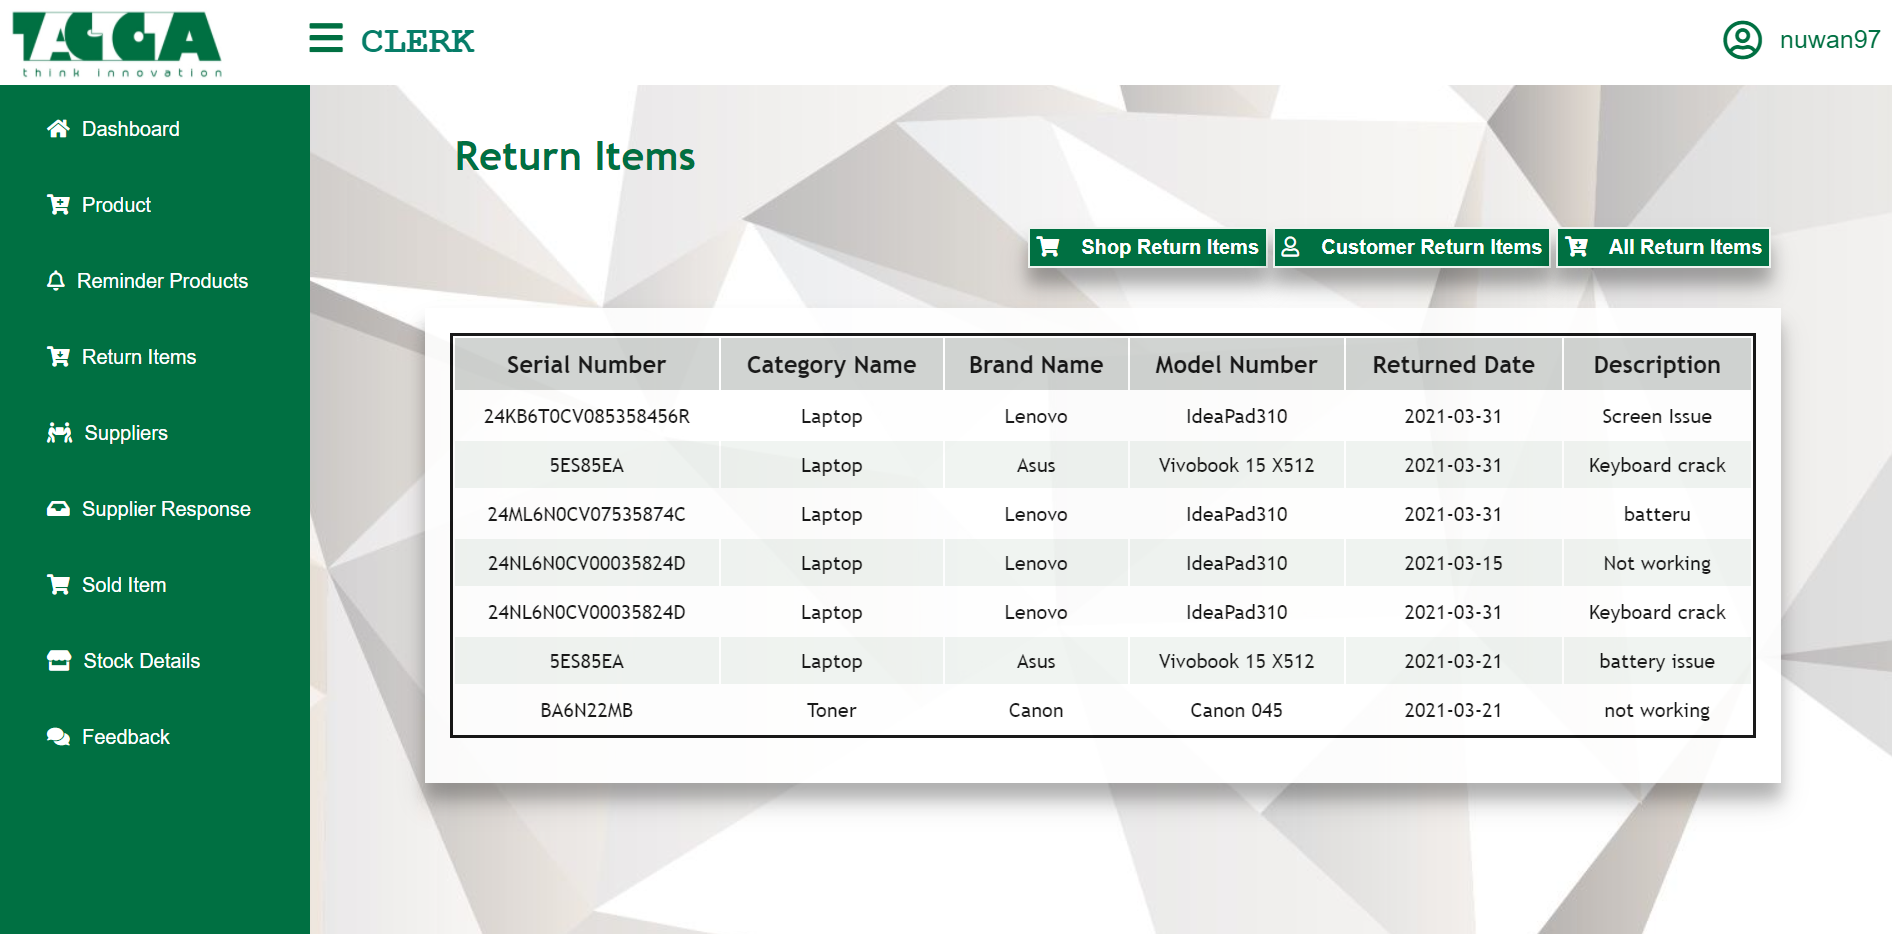 TAGGA
think innovation
CLERK
nuwan97
Dashboard
Product
Reminder Products
Return Items
Suppliers
Supplier Response
Sold Item
Stock Details
Feedback
Return Items
Shop Return Items Customer Return Items All Return Items
Serial Number Category Name Brand Name Model Number Returned Date Description
24KB6T0CV085358456R Laptop Lenovo IdeaPad310 2021-03-31 Screen Issue
5ES85EA Laptop Asus Vivobook 15 X512 2021-03-31 Keyboard crack
24ML6N0CV07535874C Laptop Lenovo IdeaPad310 2021-03-31 batteru
24NL6N0CV00035824D Laptop Lenovo IdeaPad310 2021-03-15 Not working
24NL6N0CV00035824D Laptop Lenovo IdeaPad310 2021-03-31 Keyboard crack
5ES85EA Laptop Asus Vivobook 15 X512 2021-03-21 battery issue
BA6N22MB Toner Canon Canon 045 2021-03-21 not working